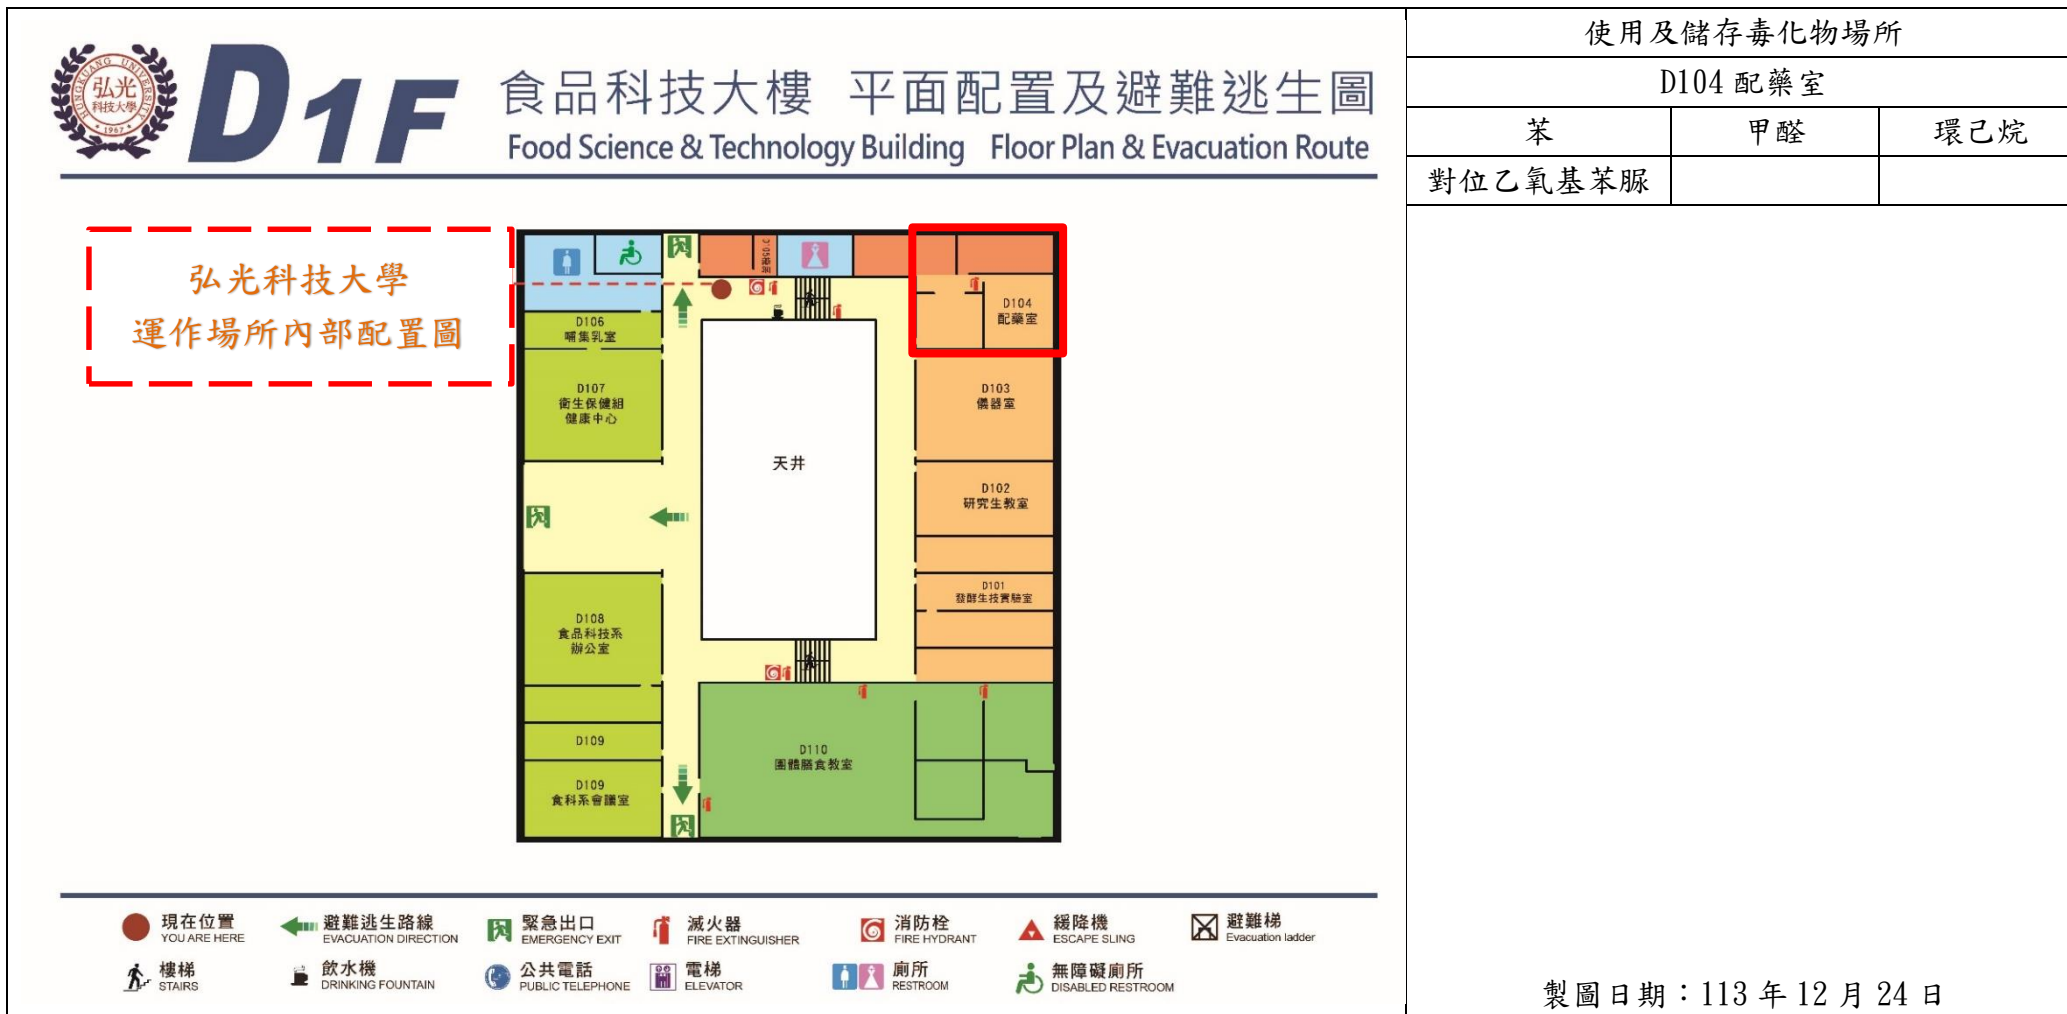 HUNGKUANG UNIVERSITY
弘光
科技大學
1967
D1F
食品科技大樓 平面配置及避難逃生圖
Food Science & Technology Building Floor Plan & Evacuation Route
使用及儲存毒化物場所
D104 配藥室
苯 甲醛 環己烷
對位乙氧基苯脲
弘光科技大學
運作場所內部配置圖
D104
配藥室
D106
哺集乳室
D107
衛生保健組
健康中心
D103
儀器室
天井
D102
研究生教室
D101
發酵生技實驗室
D108
食品科技系
辦公室
D109
D110
團體膳食教室
D109
食科系會議室
現在位置
YOU ARE HERE
避難逃生路線
EVACUATION DIRECTION
緊急出口
EMERGENCY EXIT
滅火器
FIRE EXTINGUISHER
消防栓
FIRE HYDRANT
緩降機
ESCAPE SLING
避難梯
Evacuation ladder
樓梯
STAIRS
飲水機
DRINKING FOUNTAIN
公共電話
PUBLIC TELEPHONE
電梯
ELEVATOR
廁所
RESTROOM
無障礙廁所
DISABLED RESTROOM
製圖日期：113 年 12 月 24 日